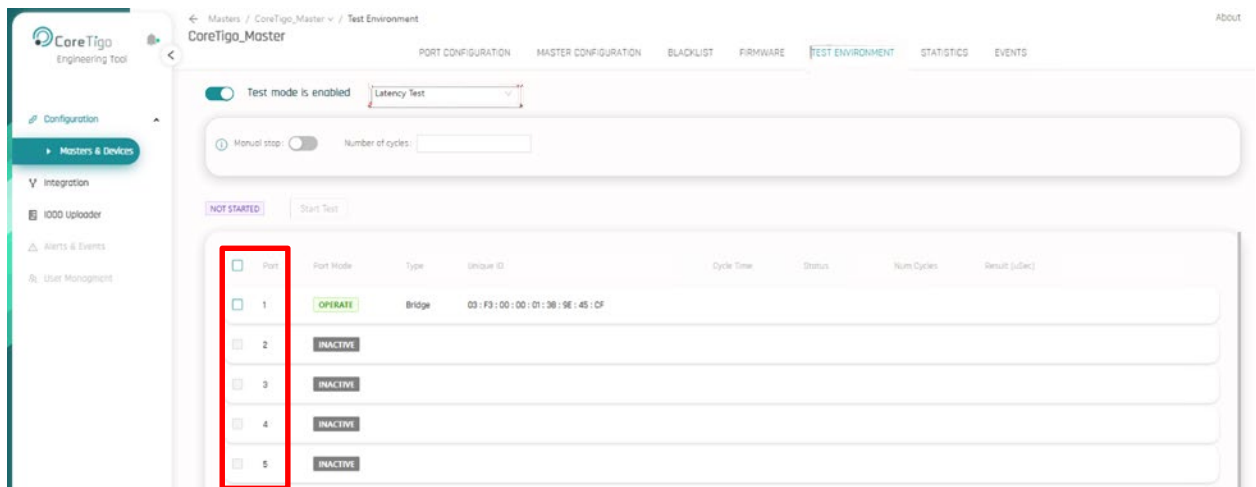 ← Masters / CoreTigo_Master / Test Environment
About
CoreTigo
Engineering Tool
CoreTigo_Master
PORT CONFIGURATION MASTER CONFIGURATION BLACKLIST FIRMWARE TEST ENVIRONMENT STATISTICS EVENTS
Test mode is enabled Latency Test
Configuration
Masters & Devices
Integration
IODD Uploader
Alerts & Events
User Managment
Manual stop: Number of cycles:
NOT STARTED Start Test
Port Port Mode Type Unique ID Cycle Time Status Num Cycles Result (uSec)
1 OPERATE Bridge 03 : F3 : 00 : 00 : 01 : 3B : 9E : 45 : CF
2 INACTIVE
3 INACTIVE
4 INACTIVE
5 INACTIVE